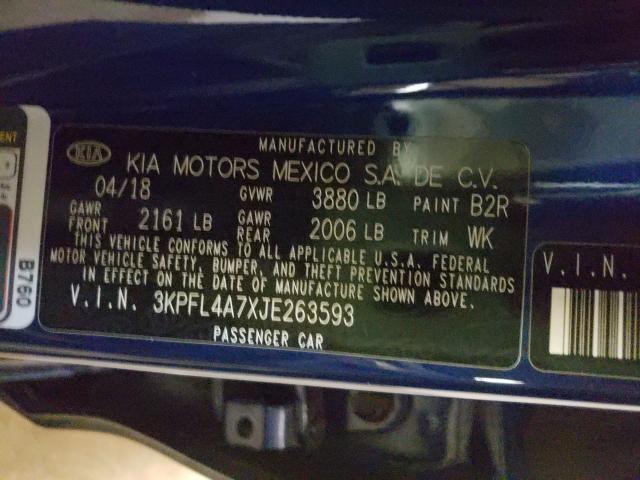 MANUFACTURED BY
KIA KIA MOTORS MEXICO S.A. DE C.V.
04/18 GVWR 3880 LB PAINT B2R
GAWR FRONT 2161 LB GAWR REAR 2006 LB TRIM WK
THIS VEHICLE CONFORMS TO ALL APPLICABLE U.S.A. FEDERAL
MOTOR VEHICLE SAFETY, BUMPER, AND THEFT PREVENTION STANDARDS
IN EFFECT ON THE DATE OF MANUFACTURE SHOWN ABOVE.
V.I.N. 3KPFL4A7XJE263593
PASSENGER CAR
B760
V.I.N.